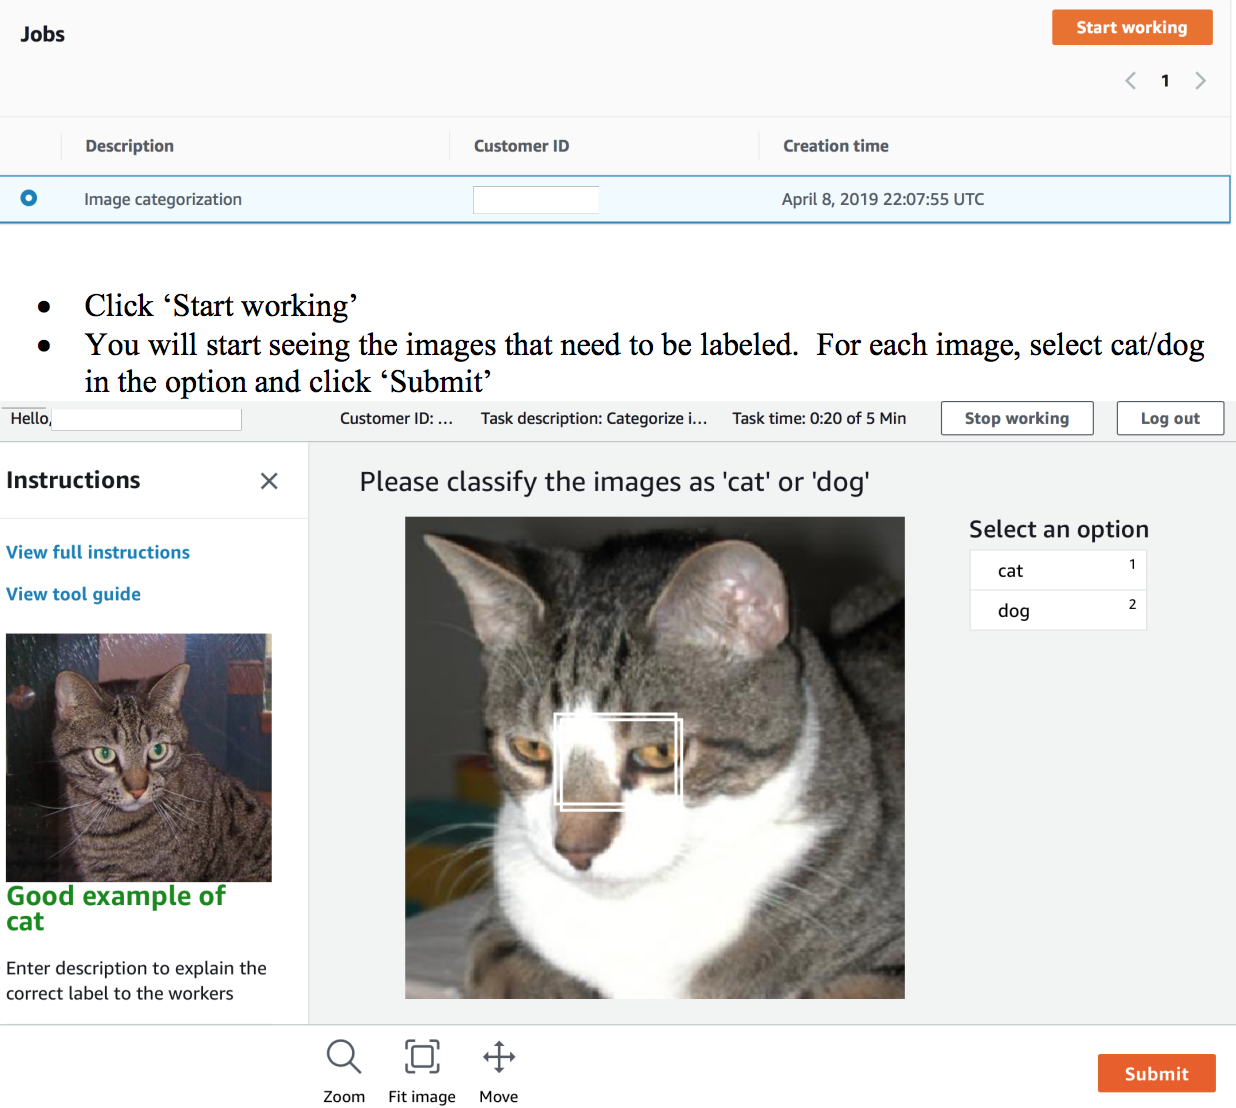 Jobs
Start working
1
Description Customer ID Creation time
Image categorization April 8, 2019 22:07:55 UTC
• Click ‘Start working’
• You will start seeing the images that need to be labeled.  For each image, select cat/dog
in the option and click ‘Submit’
Hello, Customer ID: ... Task description: Categorize i... Task time: 0:20 of 5 Min Stop working Log out
Instructions
View full instructions
View tool guide
Good example of
cat
Enter description to explain the
correct label to the workers
Please classify the images as 'cat' or 'dog'
Select an option
cat 1
dog 2
Zoom Fit image Move
Submit